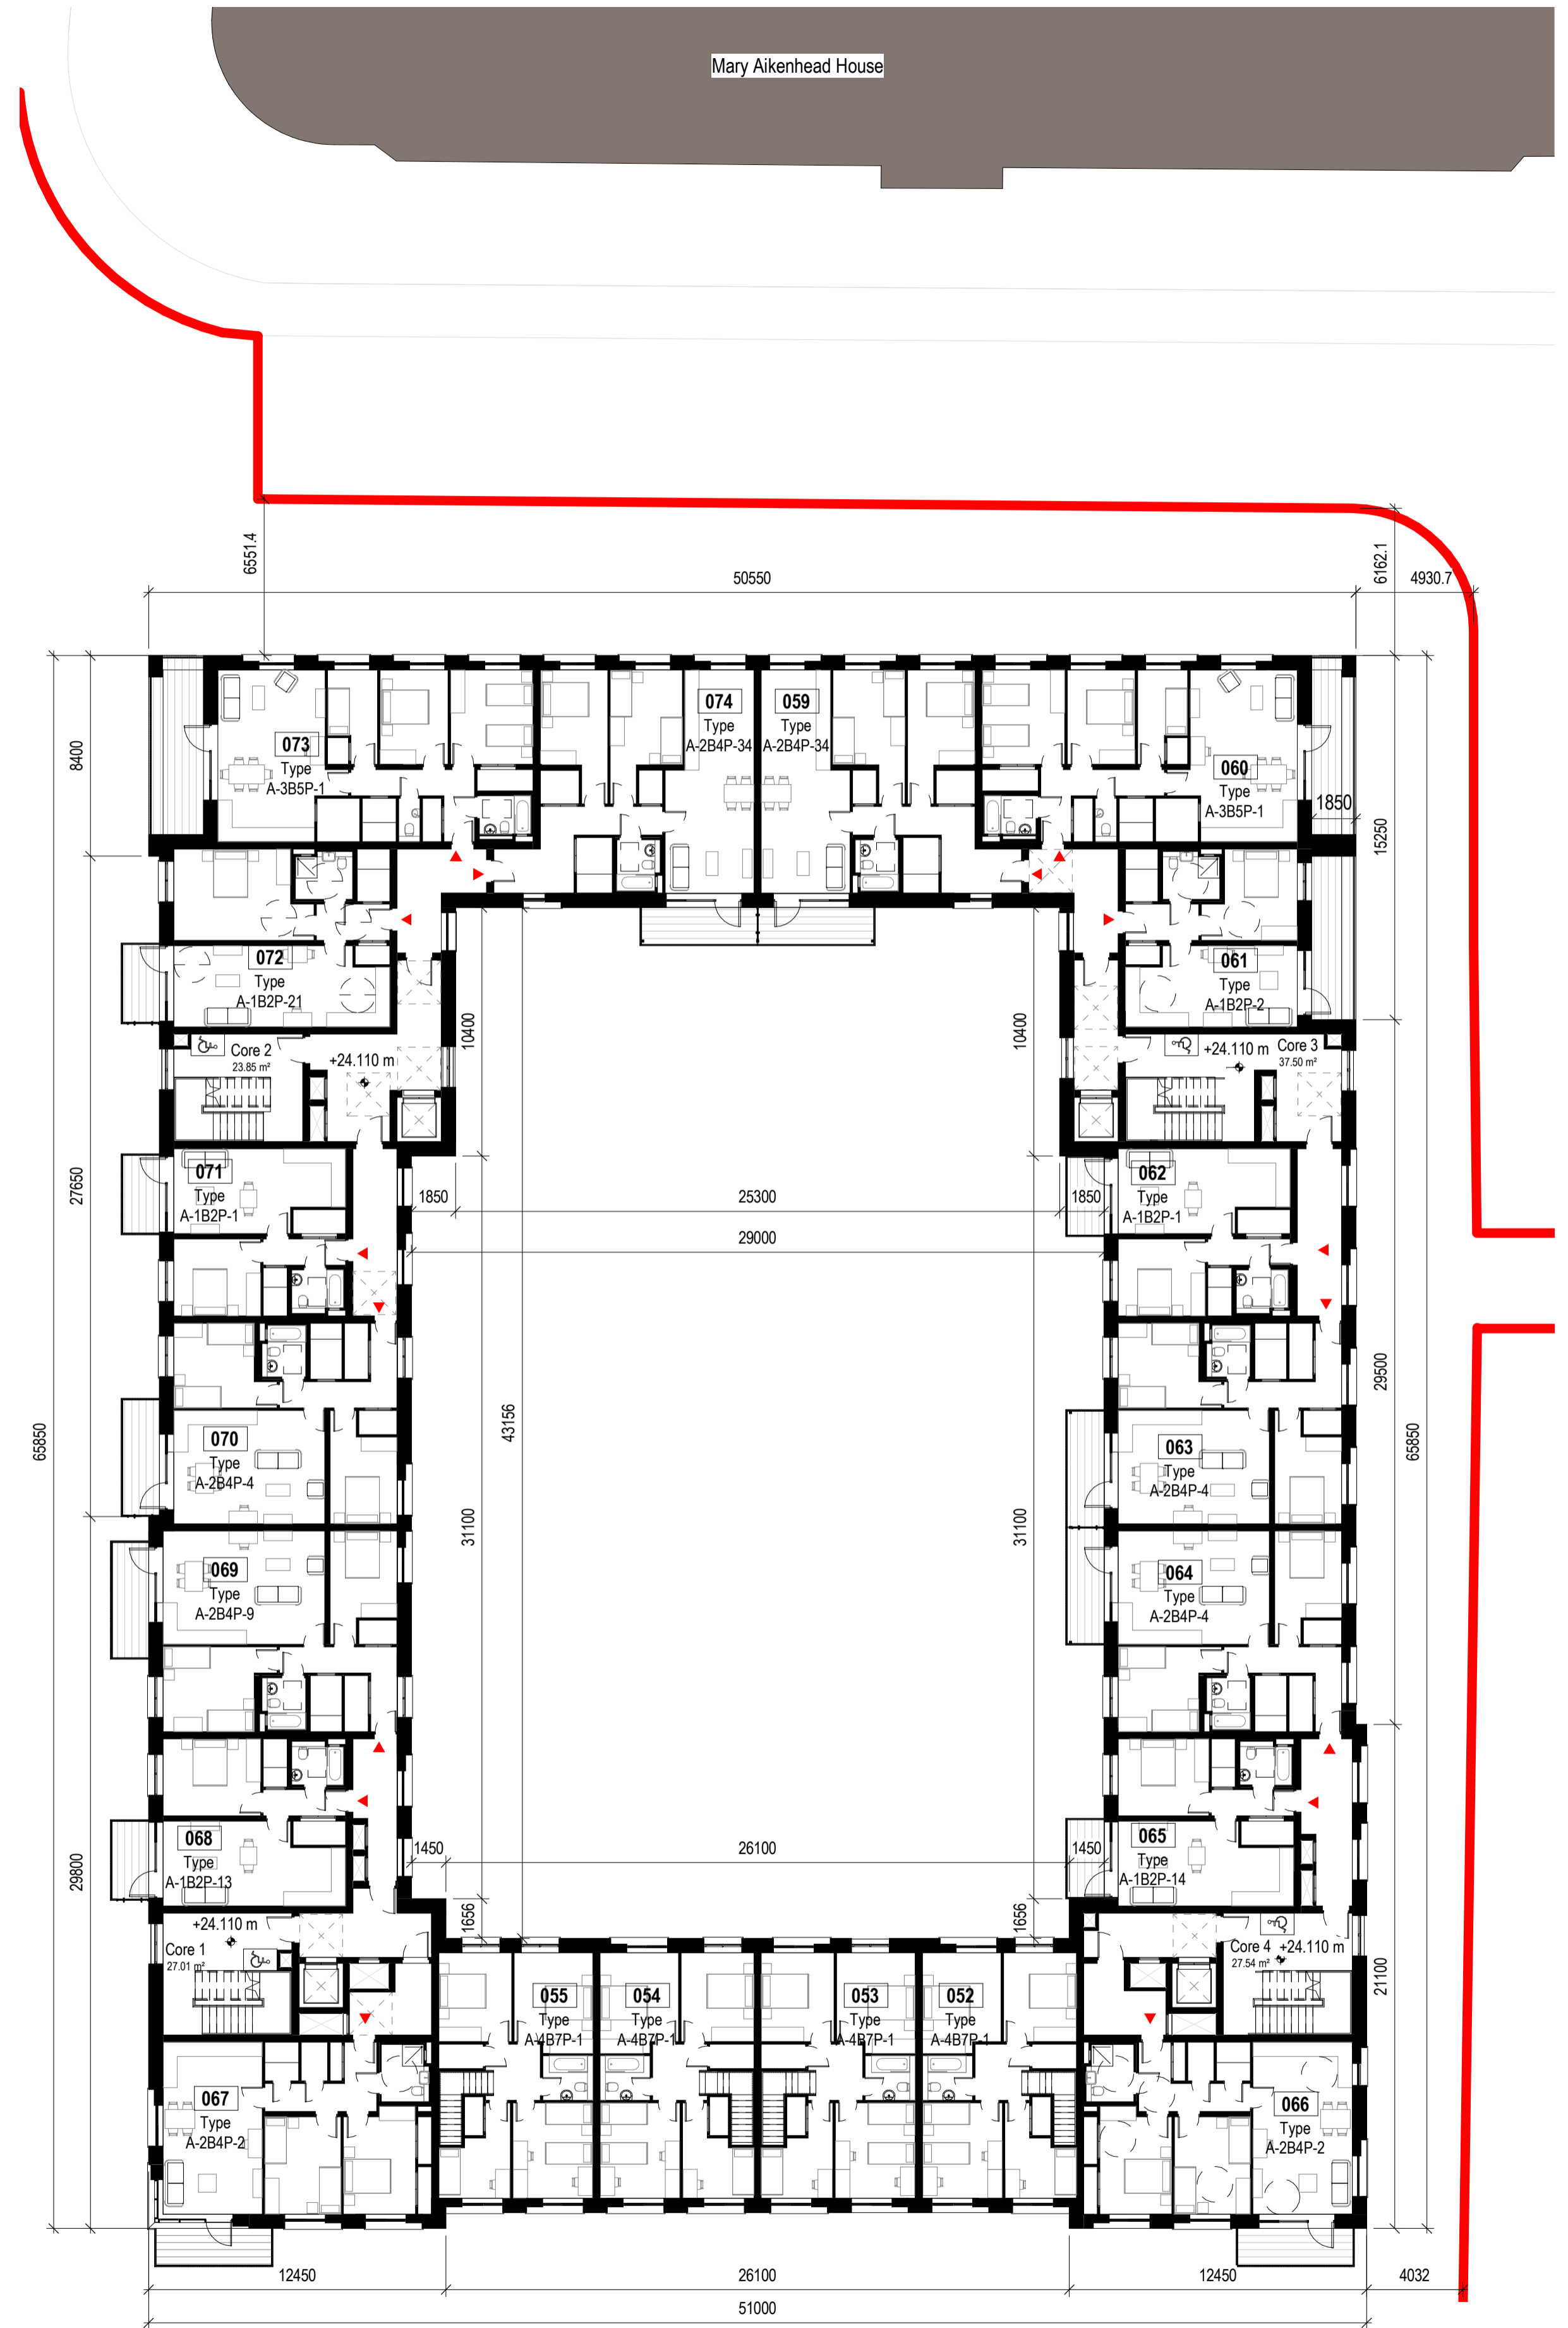 Mary Aikenhead House
6551.4
6162.1
50550
4930.7
8400
073
Type
A-3B5P-1
074
Type
A-2B4P-34
059
Type
A-2B4P-34
060
Type
A-3B5P-1
1850
15250
072
Type
A-1B2P-21
061
Type
A-1B2P-2
10400
10400
Core 2
23.85 m²
+24.110 m
+24.110 m
Core 3
37.50 m²
27650
071
Type
A-1B2P-1
062
Type
A-1B2P-1
1850
25300
1850
29000
65850
43156
29500
65850
070
Type
A-2B4P-4
063
Type
A-2B4P-4
31100
31100
069
Type
A-2B4P-9
064
Type
A-2B4P-4
29800
068
Type
A-1B2P-13
065
Type
A-1B2P-14
1450
26100
1450
1656
1656
+24.110 m
Core 1
27.01 m²
Core 4
27.54 m²
+24.110 m
21100
055
Type
A-4B7P-1
054
Type
A-4B7P-1
053
Type
A-4B7P-1
052
Type
A-4B7P-1
067
Type
A-2B4P-2
066
Type
A-2B4P-2
12450
26100
12450
4032
51000